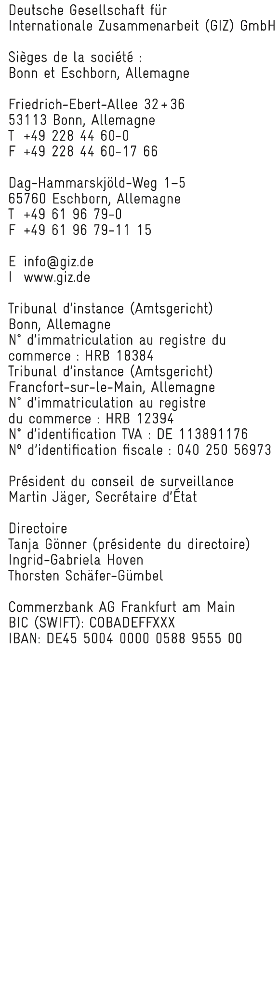 Deutsche Gesellschaft für
Internationale Zusammenarbeit (GIZ) GmbH
Sièges de la société :
Bonn et Eschborn, Allemagne
Friedrich-Ebert-Allee 32 + 36
53113 Bonn, Allemagne
T +49 228 44 60-0
F +49 228 44 60-17 66
Dag-Hammarskjöld-Weg 1–5
65760 Eschborn, Allemagne
T +49 61 96 79-0
F +49 61 96 79-11 15
E info@giz.de
I www.giz.de
Tribunal d’instance (Amtsgericht)
Bonn, Allemagne
N° d’immatriculation au registre du
commerce : HRB 18384
Tribunal d’instance (Amtsgericht)
Francfort-sur-le-Main, Allemagne
N° d’immatriculation au registre
du commerce : HRB 12394
N° d’identification TVA : DE 113891176
Nº d’identification fiscale : 040 250 56973
Président du conseil de surveillance
Martin Jäger, Secrétaire d’État
Directoire
Tanja Gönner (présidente du directoire)
Ingrid-Gabriela Hoven
Thorsten Schäfer-Gümbel
Commerzbank AG Frankfurt am Main
BIC (SWIFT): COBADEFFXXX
IBAN: DE45 5004 0000 0588 9555 00